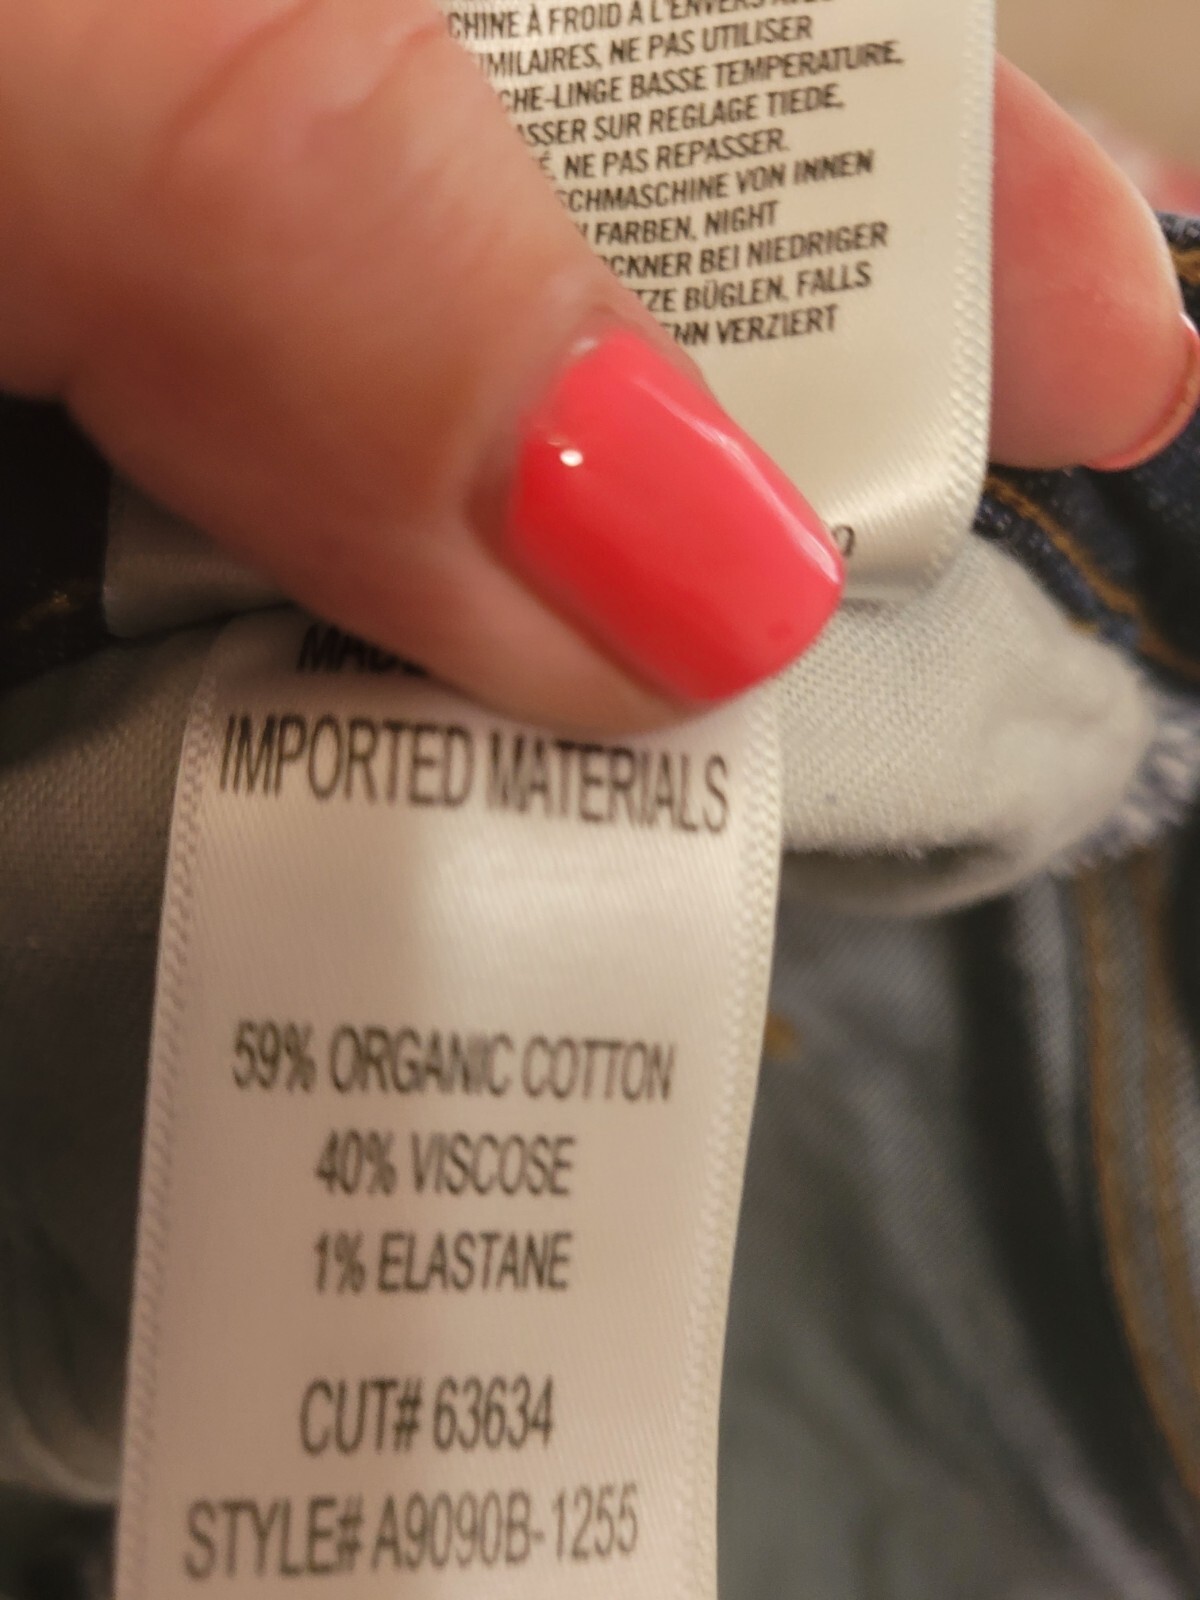 CHINE À FROID A L'ENVERS
IMILAIRES, NE PAS UTILISER
CHE-LINGE BASSE TEMPERATURE,
ASSER SUR REGLAGE TIEDE,
É, NE PAS REPASSER.
SCHMASCHINE VON INNEN
N FARBEN, NIGHT
OCKNER BEI NIEDRIGER
TZE BÜGLEN, FALLS
ENN VERZIERT
MADE
IMPORTED MATERIALS
59% ORGANIC COTTON
40% VISCOSE
1% ELASTANE
CUT# 63634
STYLE# A9090B-1255